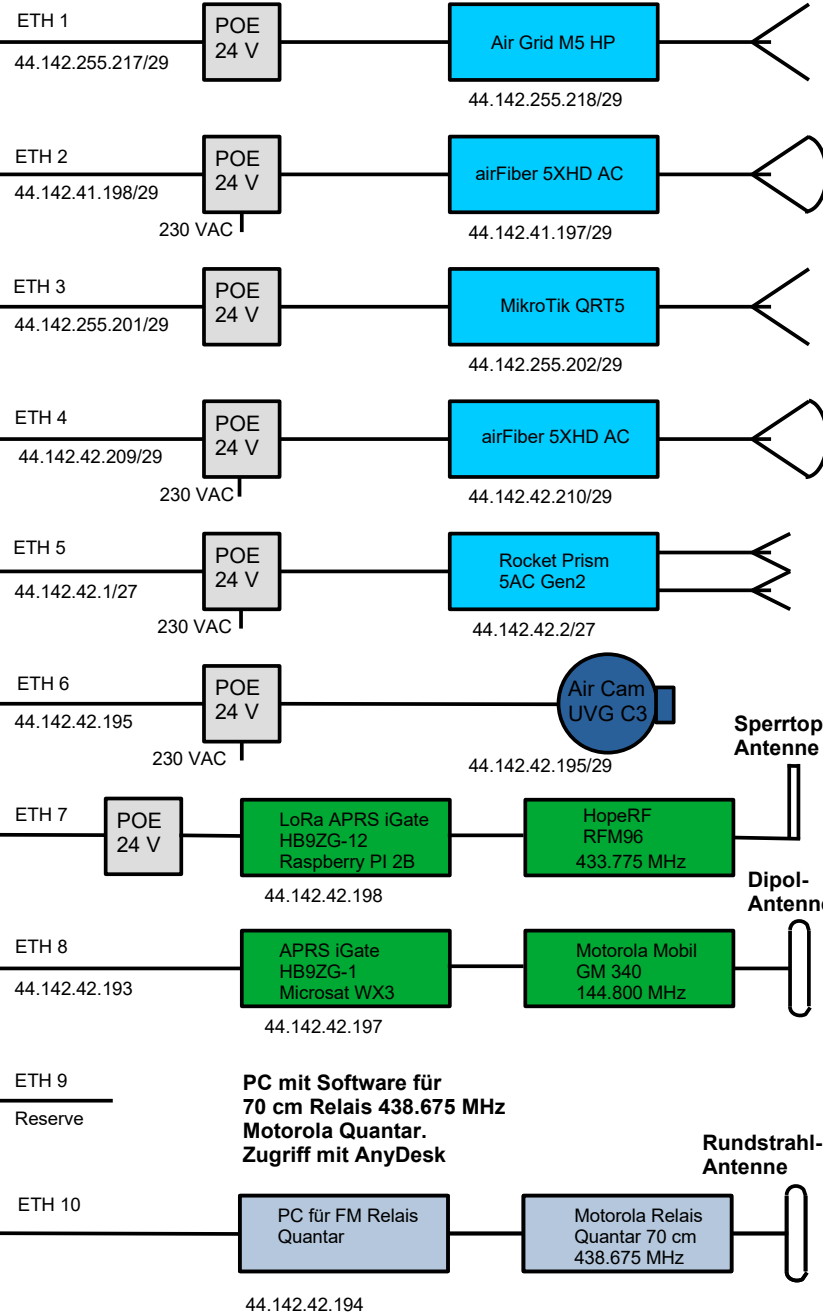 ETH 1
POE
24 V
Air Grid M5 HP
44.142.255.217/29
44.142.255.218/29
ETH 2
POE
24 V
airFiber 5XHD AC
44.142.41.198/29
230 VAC
44.142.41.197/29
ETH 3
POE
24 V
MikroTik QRT5
44.142.255.201/29
44.142.255.202/29
ETH 4
POE
24 V
airFiber 5XHD AC
44.142.42.209/29
230 VAC
44.142.42.210/29
ETH 5
POE
24 V
Rocket Prism
5AC Gen2
44.142.42.1/27
230 VAC
44.142.42.2/27
ETH 6
POE
24 V
Air Cam
UVG C3
44.142.42.195
230 VAC
44.142.42.195/29
Sperrtop
Antenne
ETH 7
POE
24 V
LoRa APRS iGate
HB9ZG-12
Raspberry PI 2B
HopeRF
RFM96
433.775 MHz
44.142.42.198
Dipol-
Antenne
ETH 8
44.142.42.193
APRS iGate
HB9ZG-1
Microsat WX3
Motorola Mobil
GM 340
144.800 MHz
44.142.42.197
ETH 9
Reserve
PC mit Software für
70 cm Relais 438.675 MHz
Motorola Quantar.
Zugriff mit AnyDesk
Rundstrahl-
Antenne
ETH 10
PC für FM Relais
Quantar
Motorola Relais
Quantar 70 cm
438.675 MHz
44.142.42.194